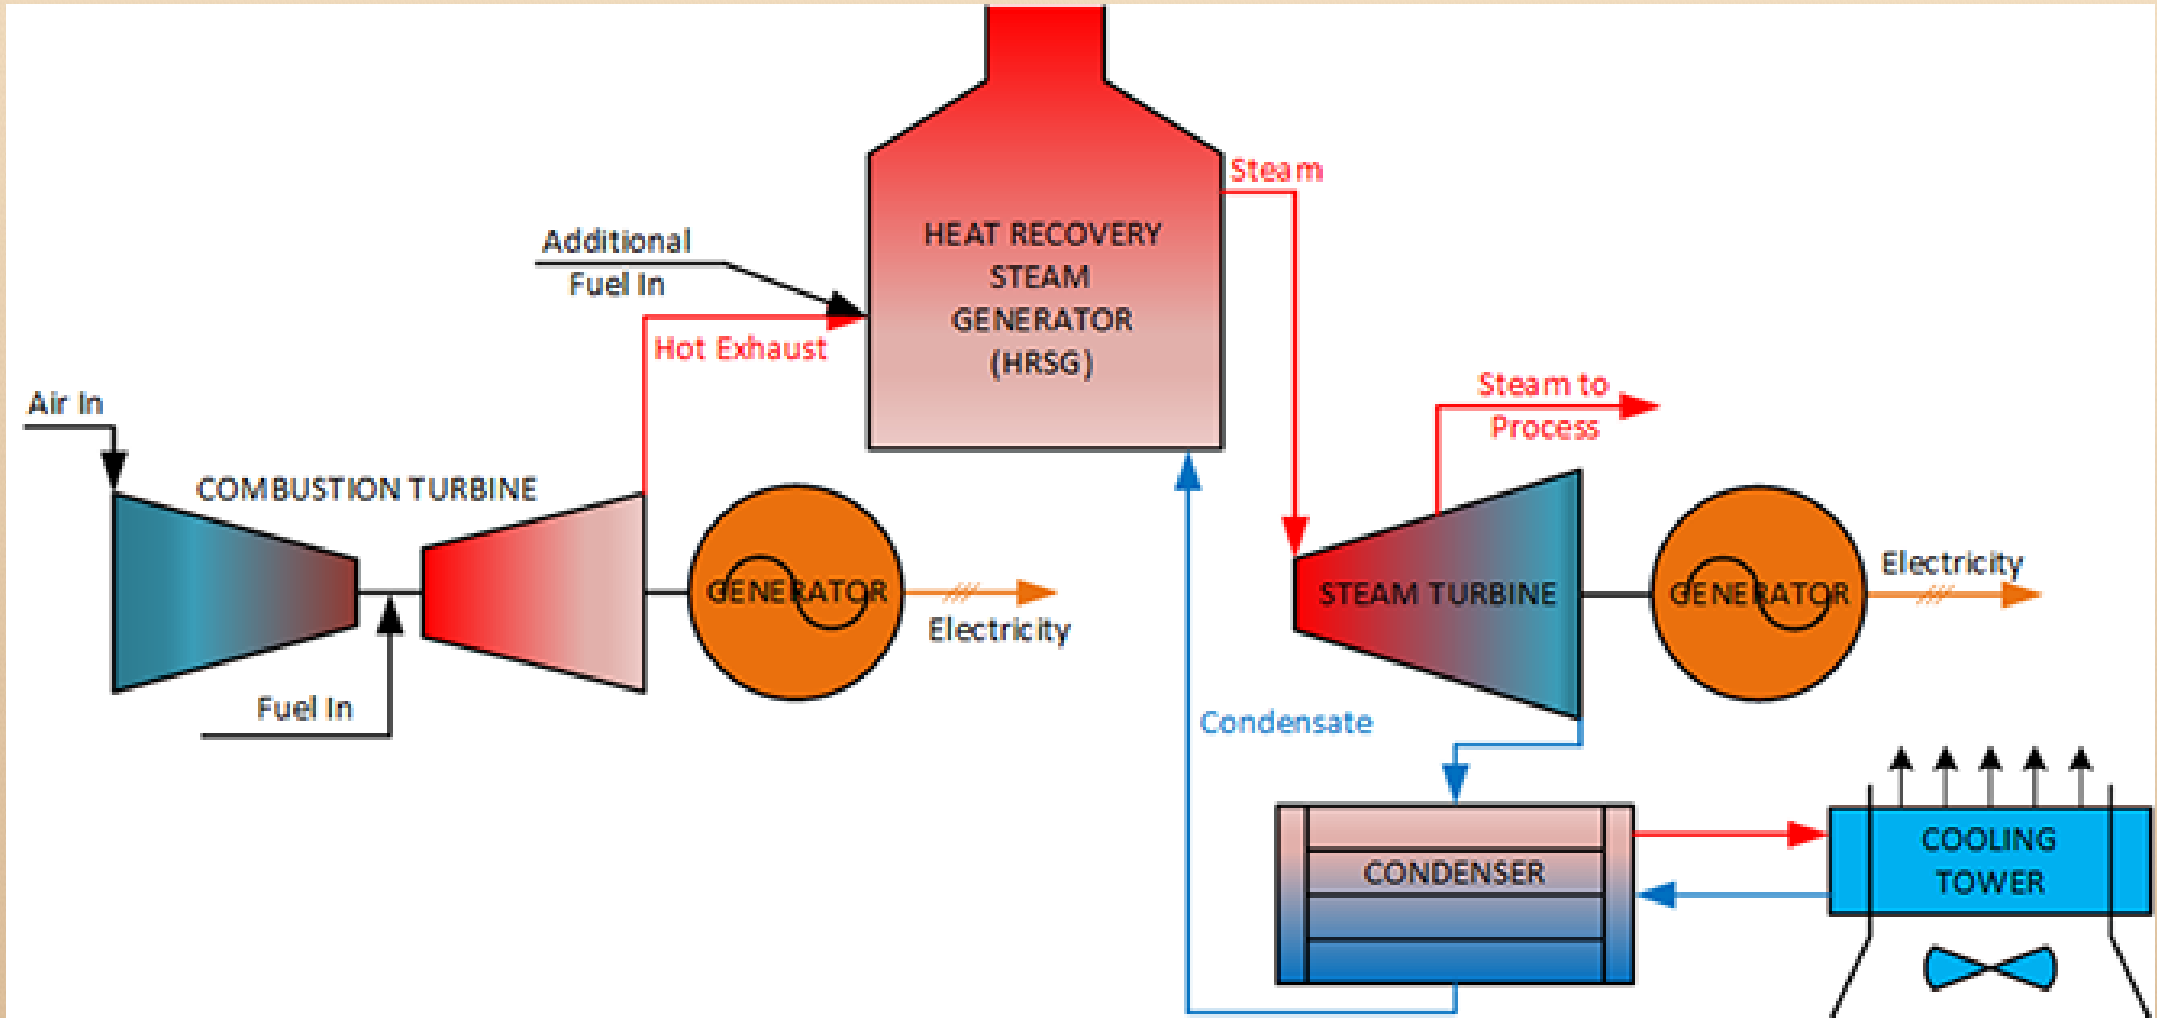 HEAT RECOVERY
STEAM
GENERATOR
(HRSG)
Steam
Additional
Fuel In
Hot Exhaust
Air In
COMBUSTION TURBINE
Fuel In
GENERATOR
Electricity
Steam to
Process
STEAM TURBINE
GENERATOR
Electricity
Condensate
CONDENSER
COOLING
TOWER